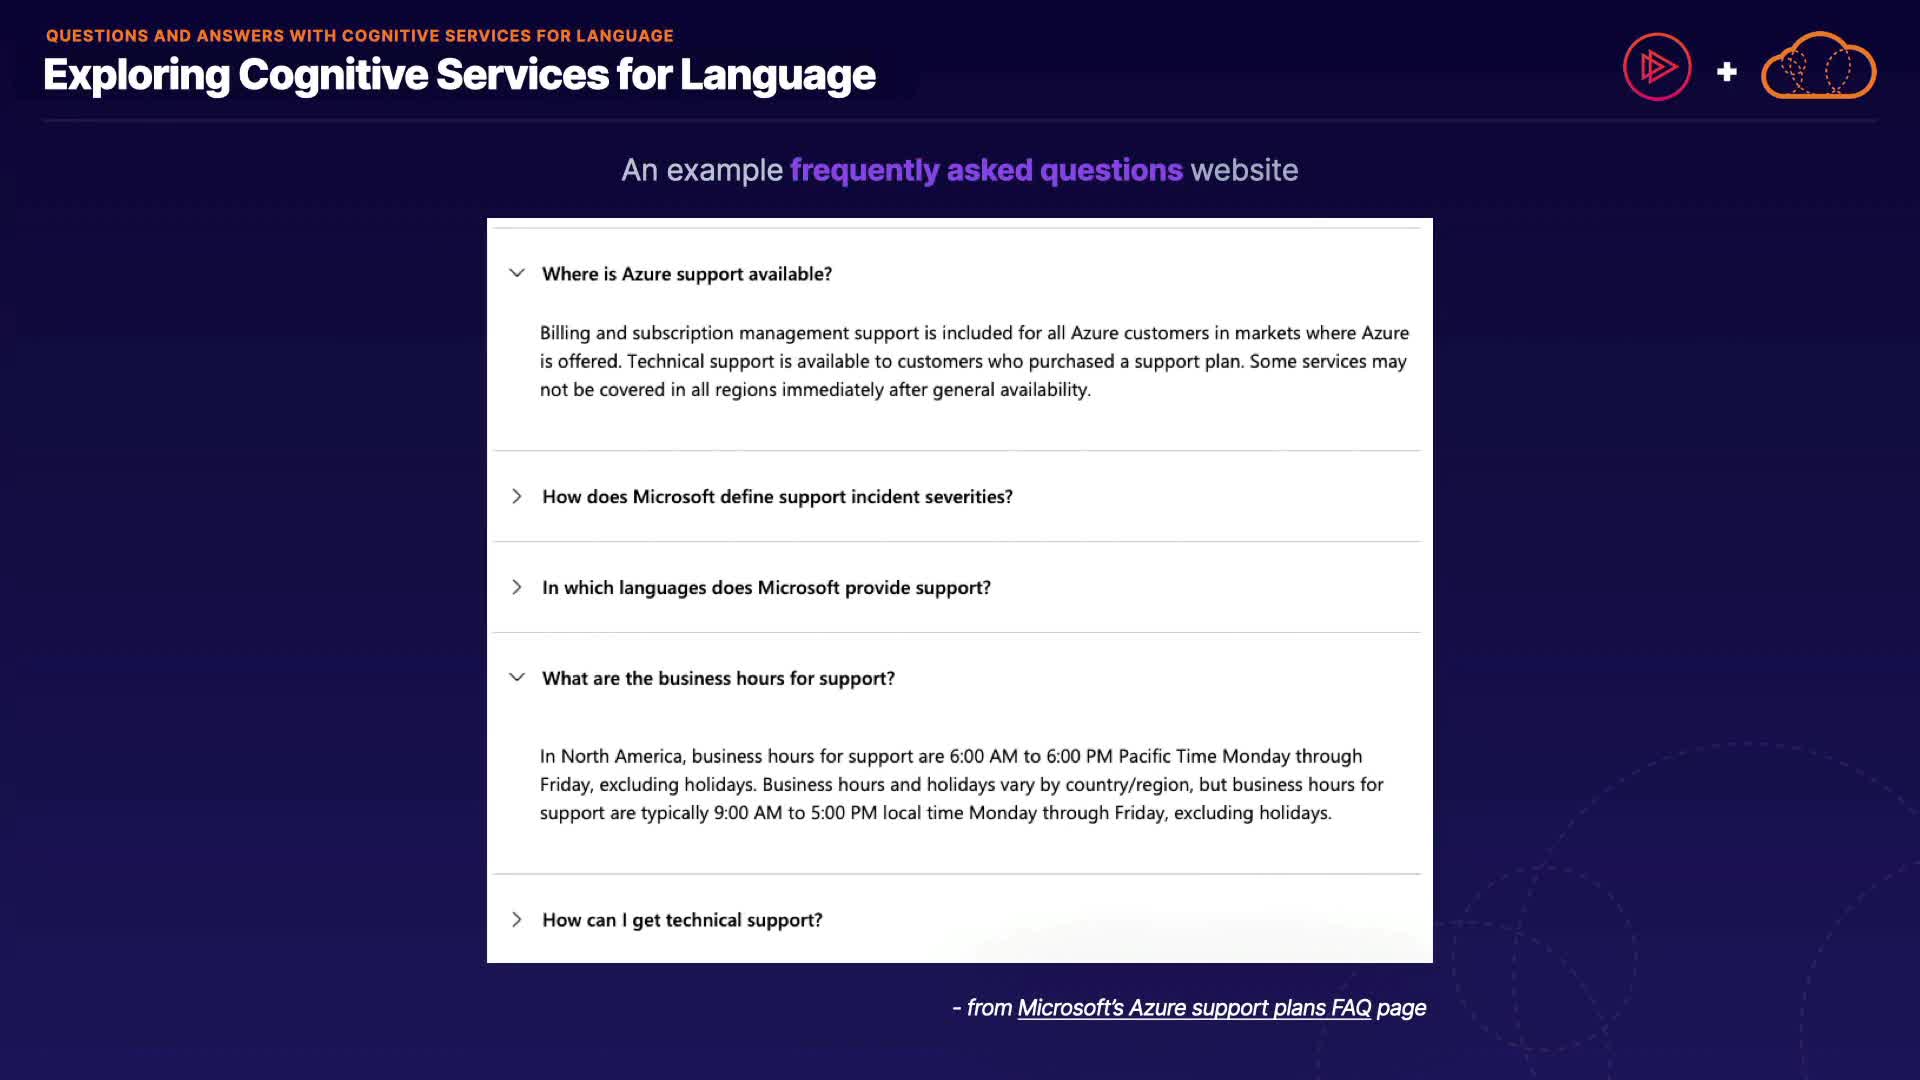 QUESTIONS AND ANSWERS WITH COGNITIVE SERVICES FOR LANGUAGE
Exploring Cognitive Services for Language
An example frequently asked questions website
Where is Azure support available?
Billing and subscription management support is included for all Azure customers in markets where Azure
is offered. Technical support is available to customers who purchased a support plan. Some services may
not be covered in all regions immediately after general availability.
How does Microsoft define support incident severities?
In which languages does Microsoft provide support?
What are the business hours for support?
In North America, business hours for support are 6:00 AM to 6:00 PM Pacific Time Monday through
Friday, excluding holidays. Business hours and holidays vary by country/region, but business hours for
support are typically 9:00 AM to 5:00 PM local time Monday through Friday, excluding holidays.
How can I get technical support?
- from Microsoft's Azure support plans FAQ page